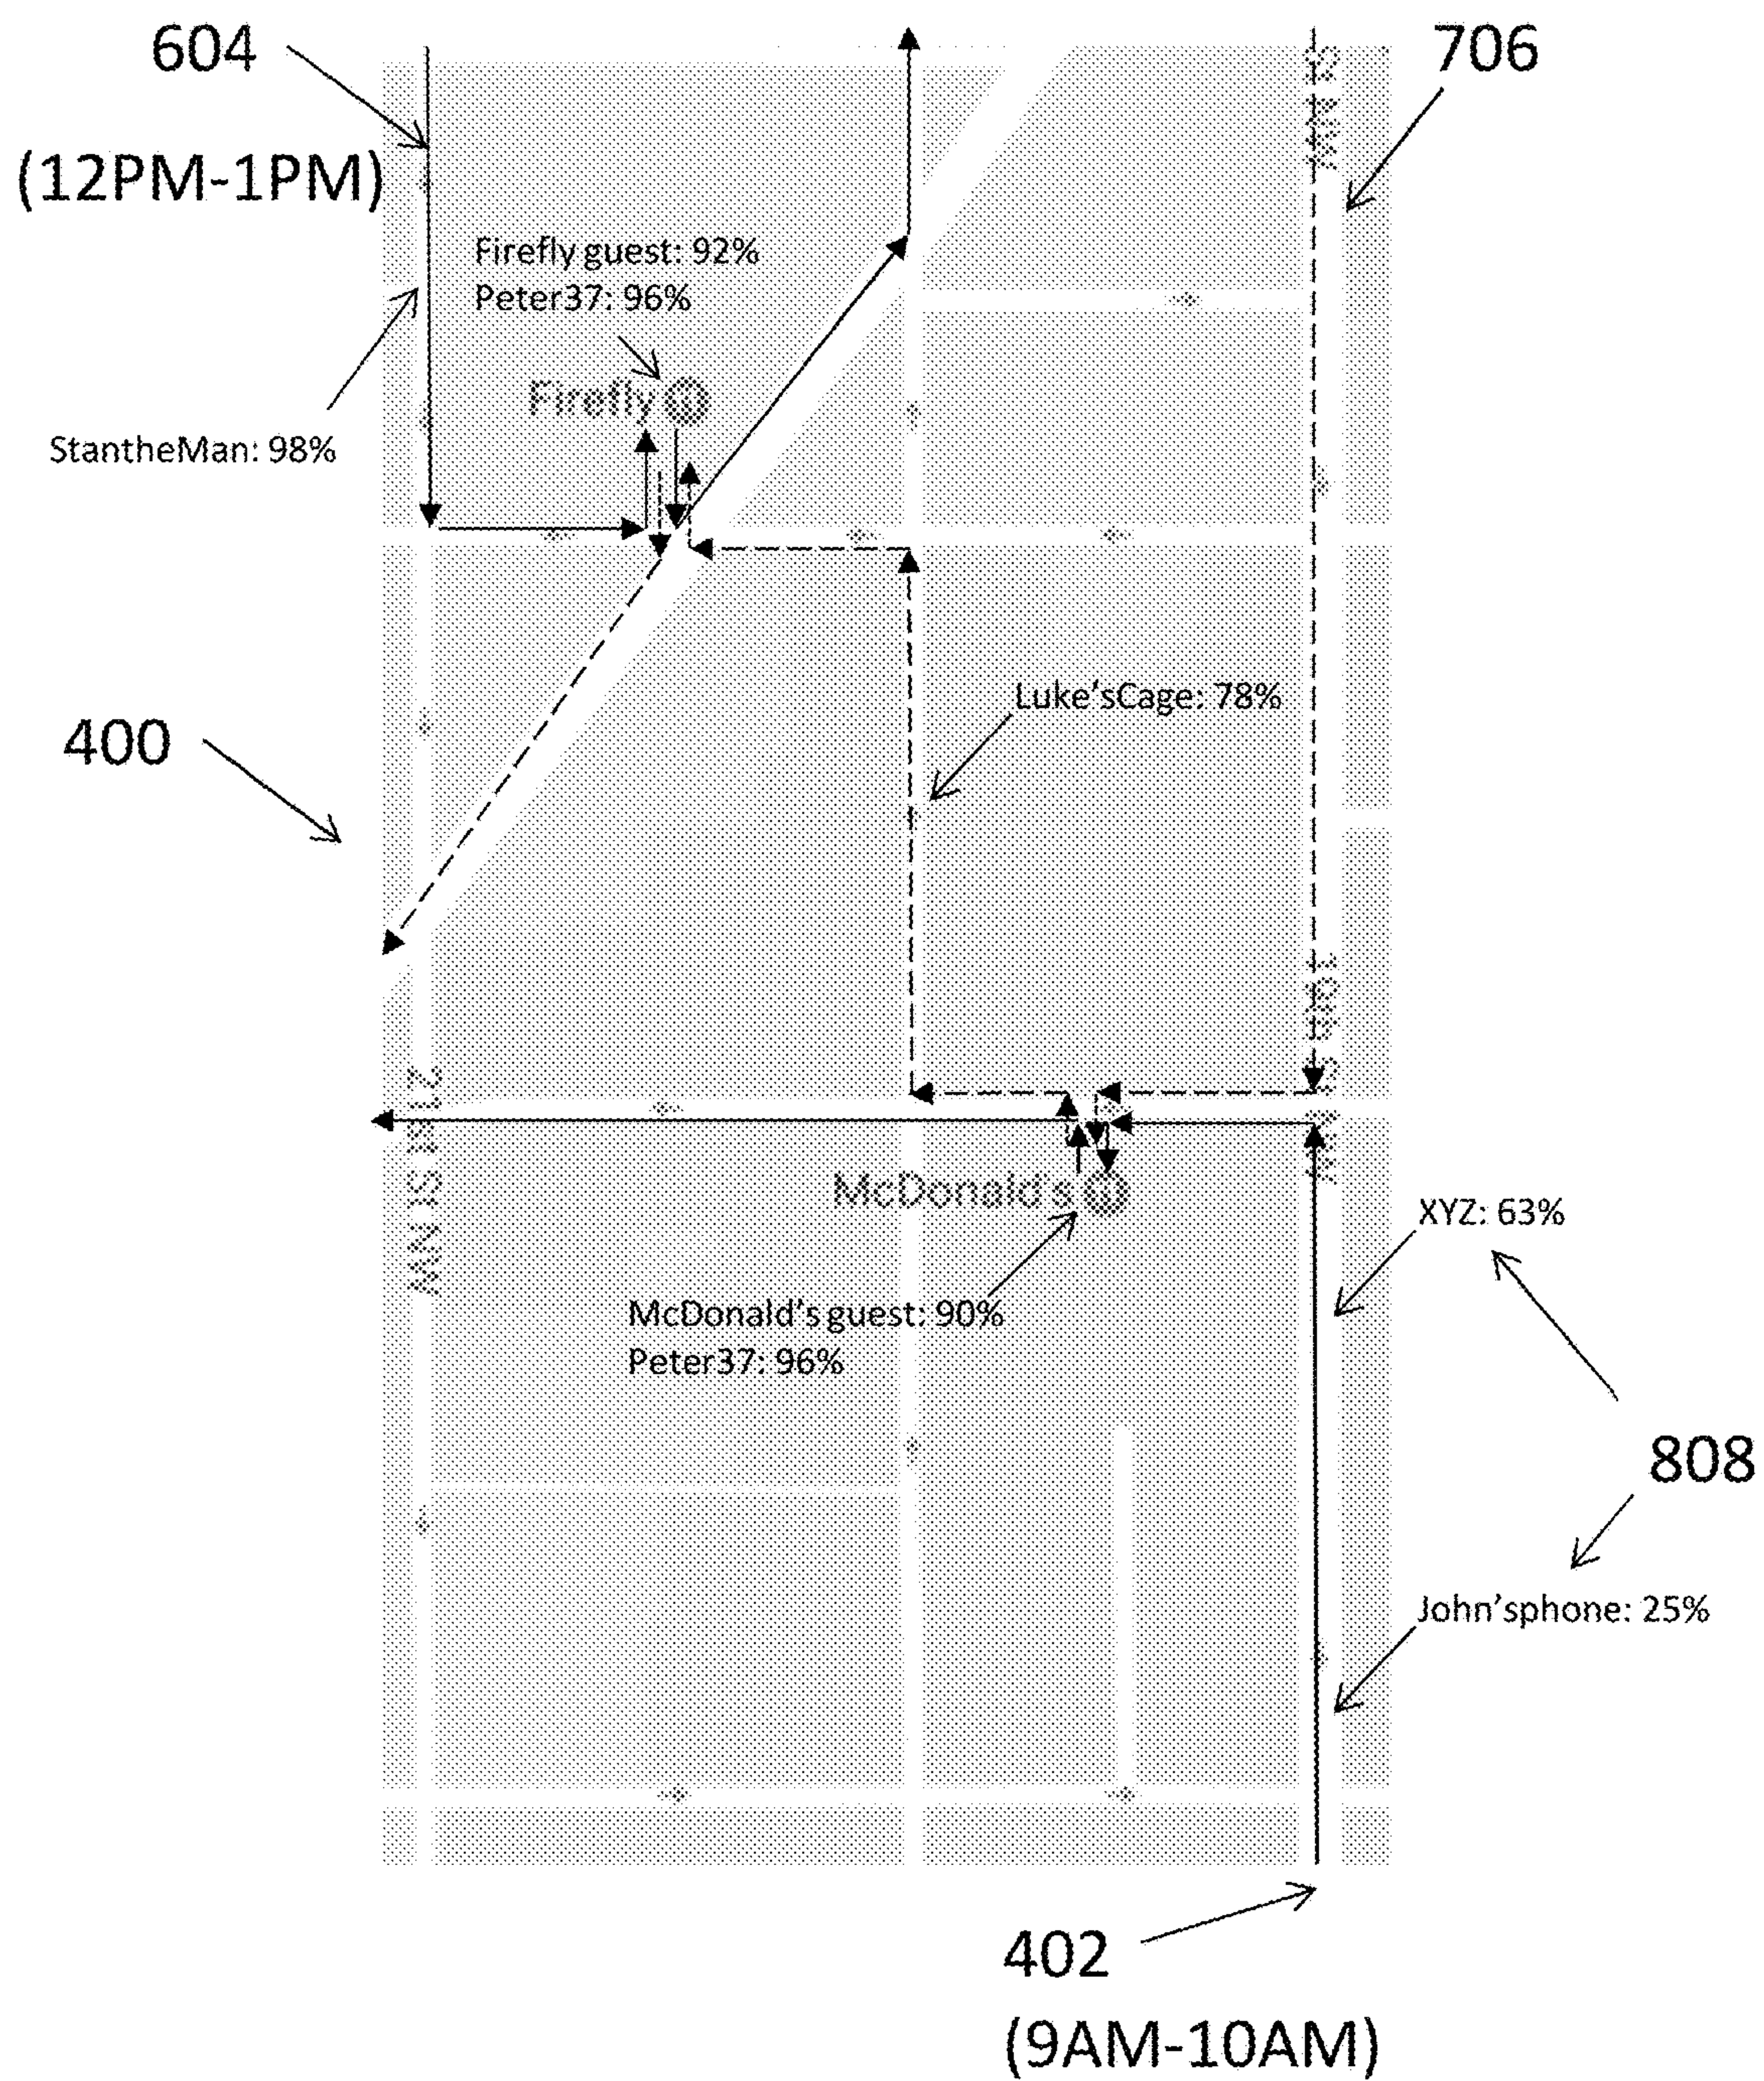 604
706
(12PM-1PM)
Firefly guest: 92%
Peter37: 96%
Firefly
StantheMan: 98%
Luke'sCage: 78%
400
21st St NW
McDonald's
XYZ: 63%
McDonald's guest: 90%
Peter37: 96%
808
John'sphone: 25%
402
(9AM-10AM)